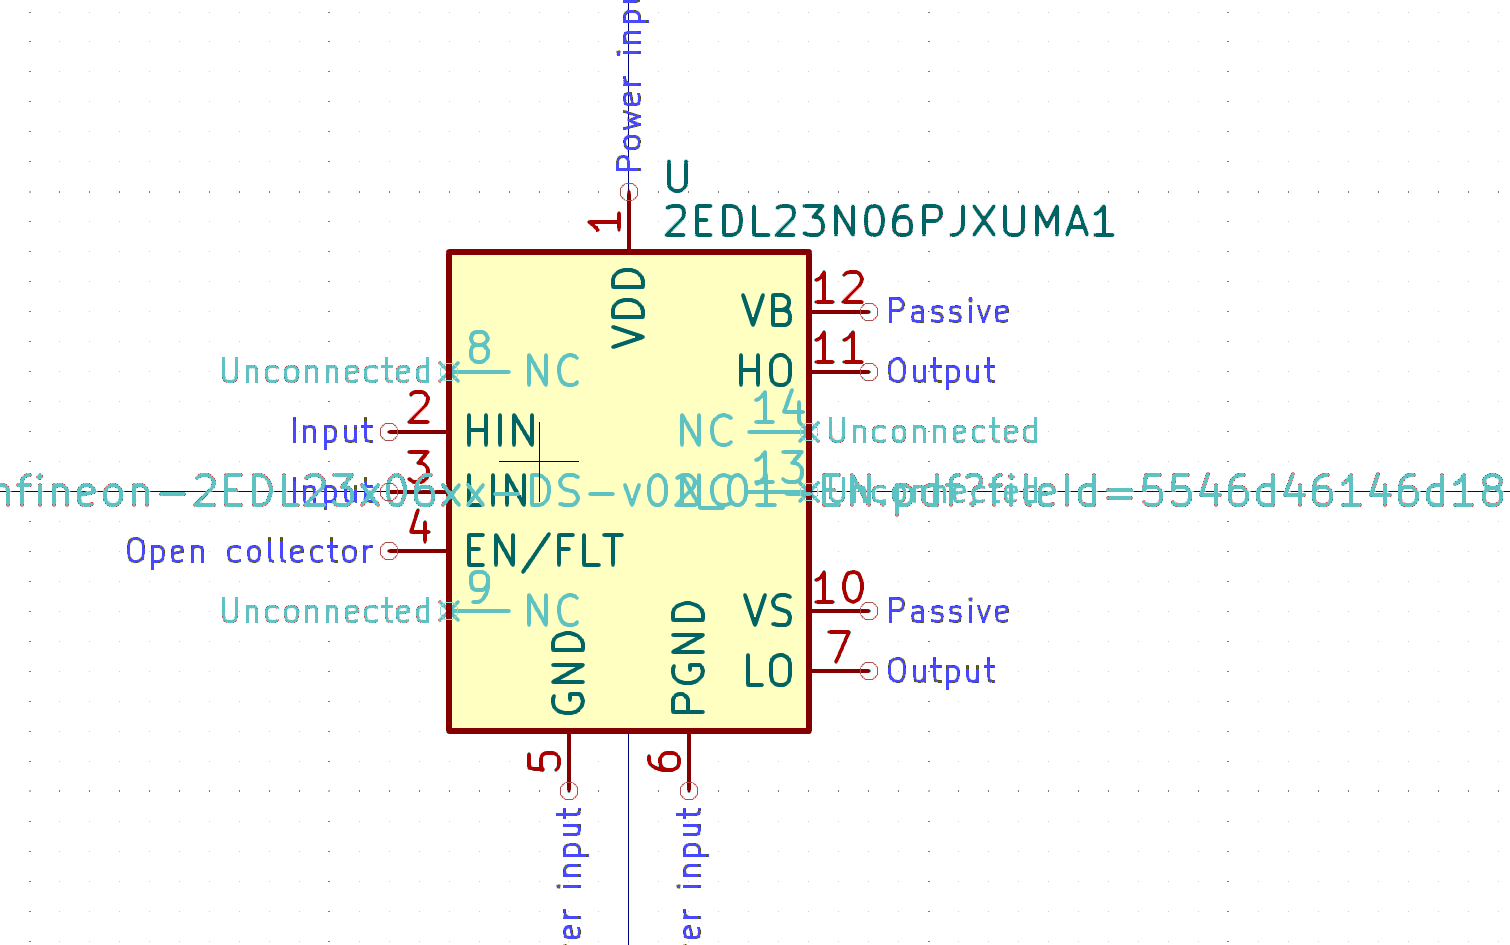 Power inpu
U
2EDL23N06PJXUMA1
1
VDD
VB
12
Passive
HO
11
Output
Unconnected
8
NC
Input
2
HIN
NC
14
Unconnected
Input
3
LIN
NC
13
Unconnected
nfineon-2EDL23x06xx-DS-v02_01-EN.pdf?fileId=5546d46146d18
Open collector
4
EN/FLT
Unconnected
9
NC
VS
10
Passive
LO
7
Output
GND
PGND
5
6
er input
er input